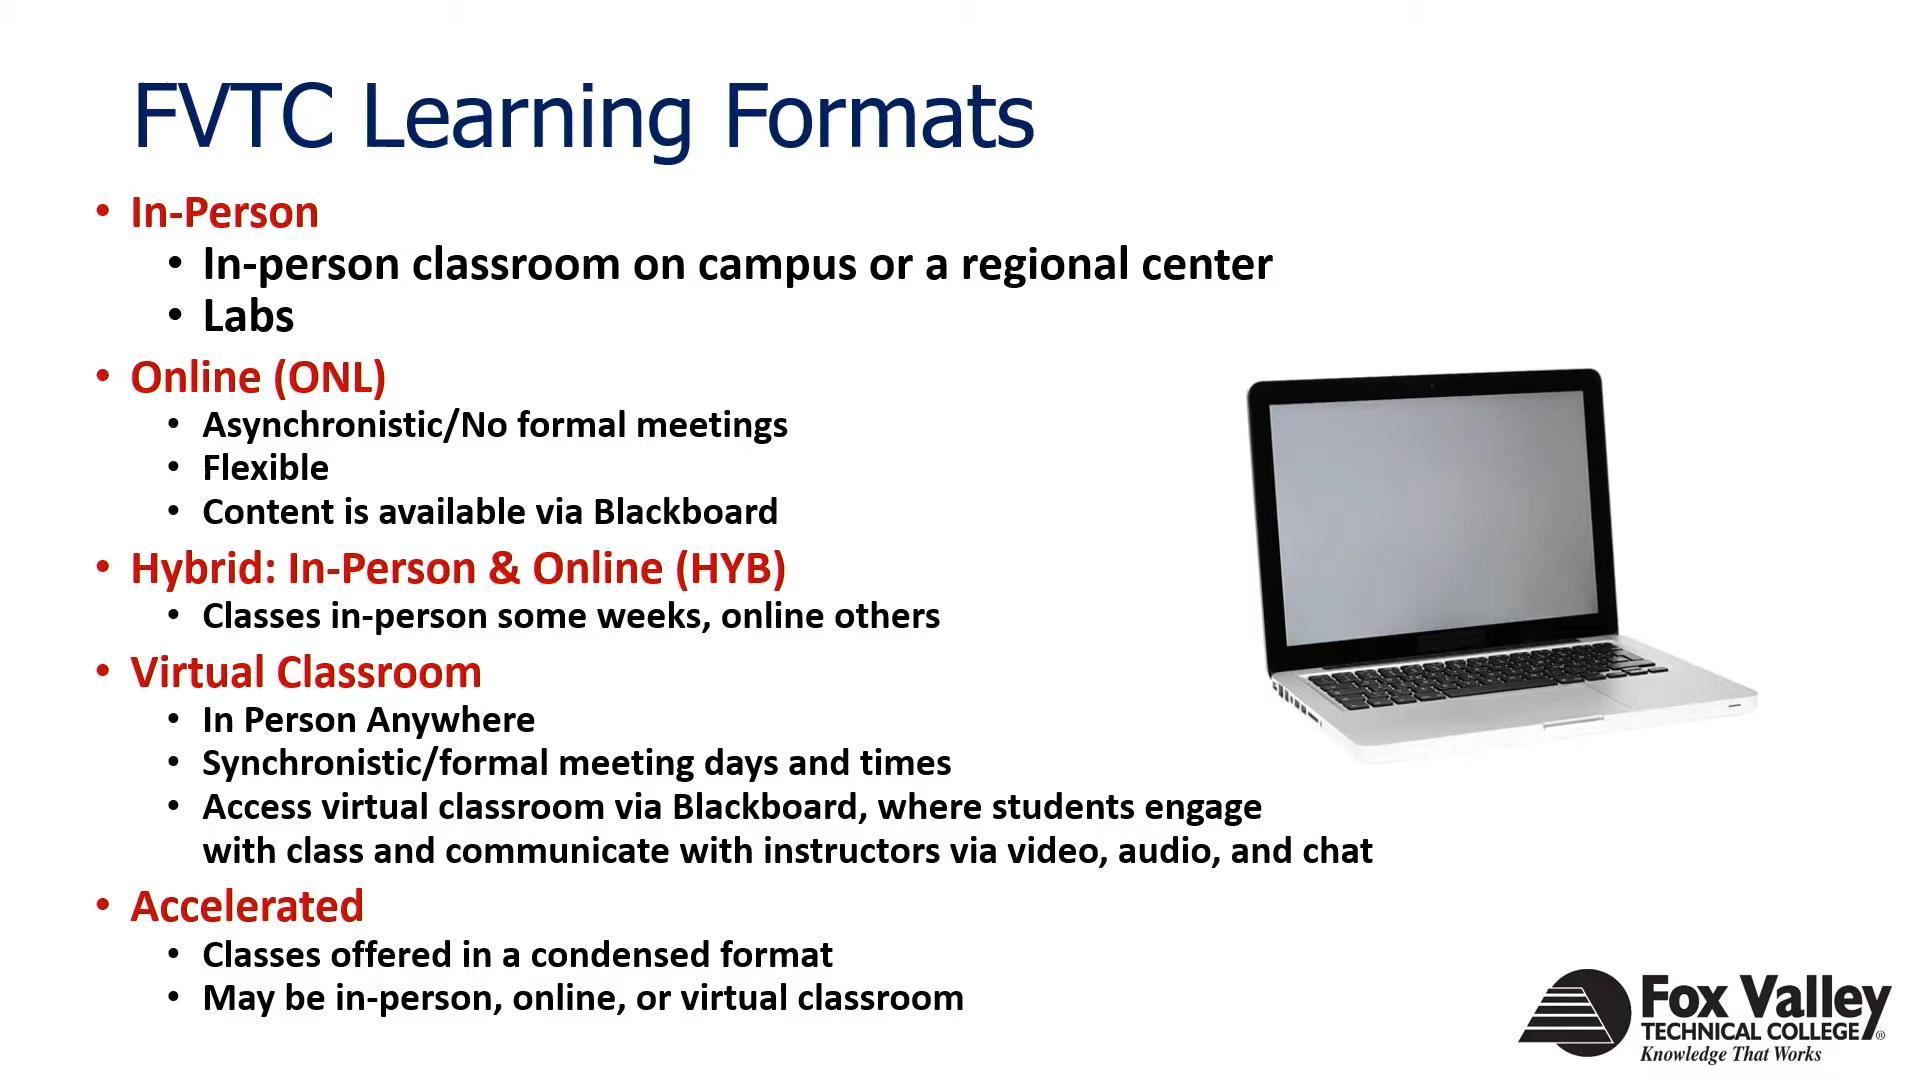 FVTC Learning Formats
• In-Person
• In-person classroom on campus or a regional center
• Labs
• Online (ONL)
• Asynchronistic/No formal meetings
• Flexible
• Content is available via Blackboard
• Hybrid: In-Person & Online (HYB)
• Classes in-person some weeks, online others
• Virtual Classroom
• In Person Anywhere
• Synchronistic/formal meeting days and times
• Access virtual classroom via Blackboard, where students engage
with class and communicate with instructors via video, audio, and chat
• Accelerated
• Classes offered in a condensed format
• May be in-person, online, or virtual classroom
Fox Valley
TECHNICAL COLLEGE®
Knowledge That Works